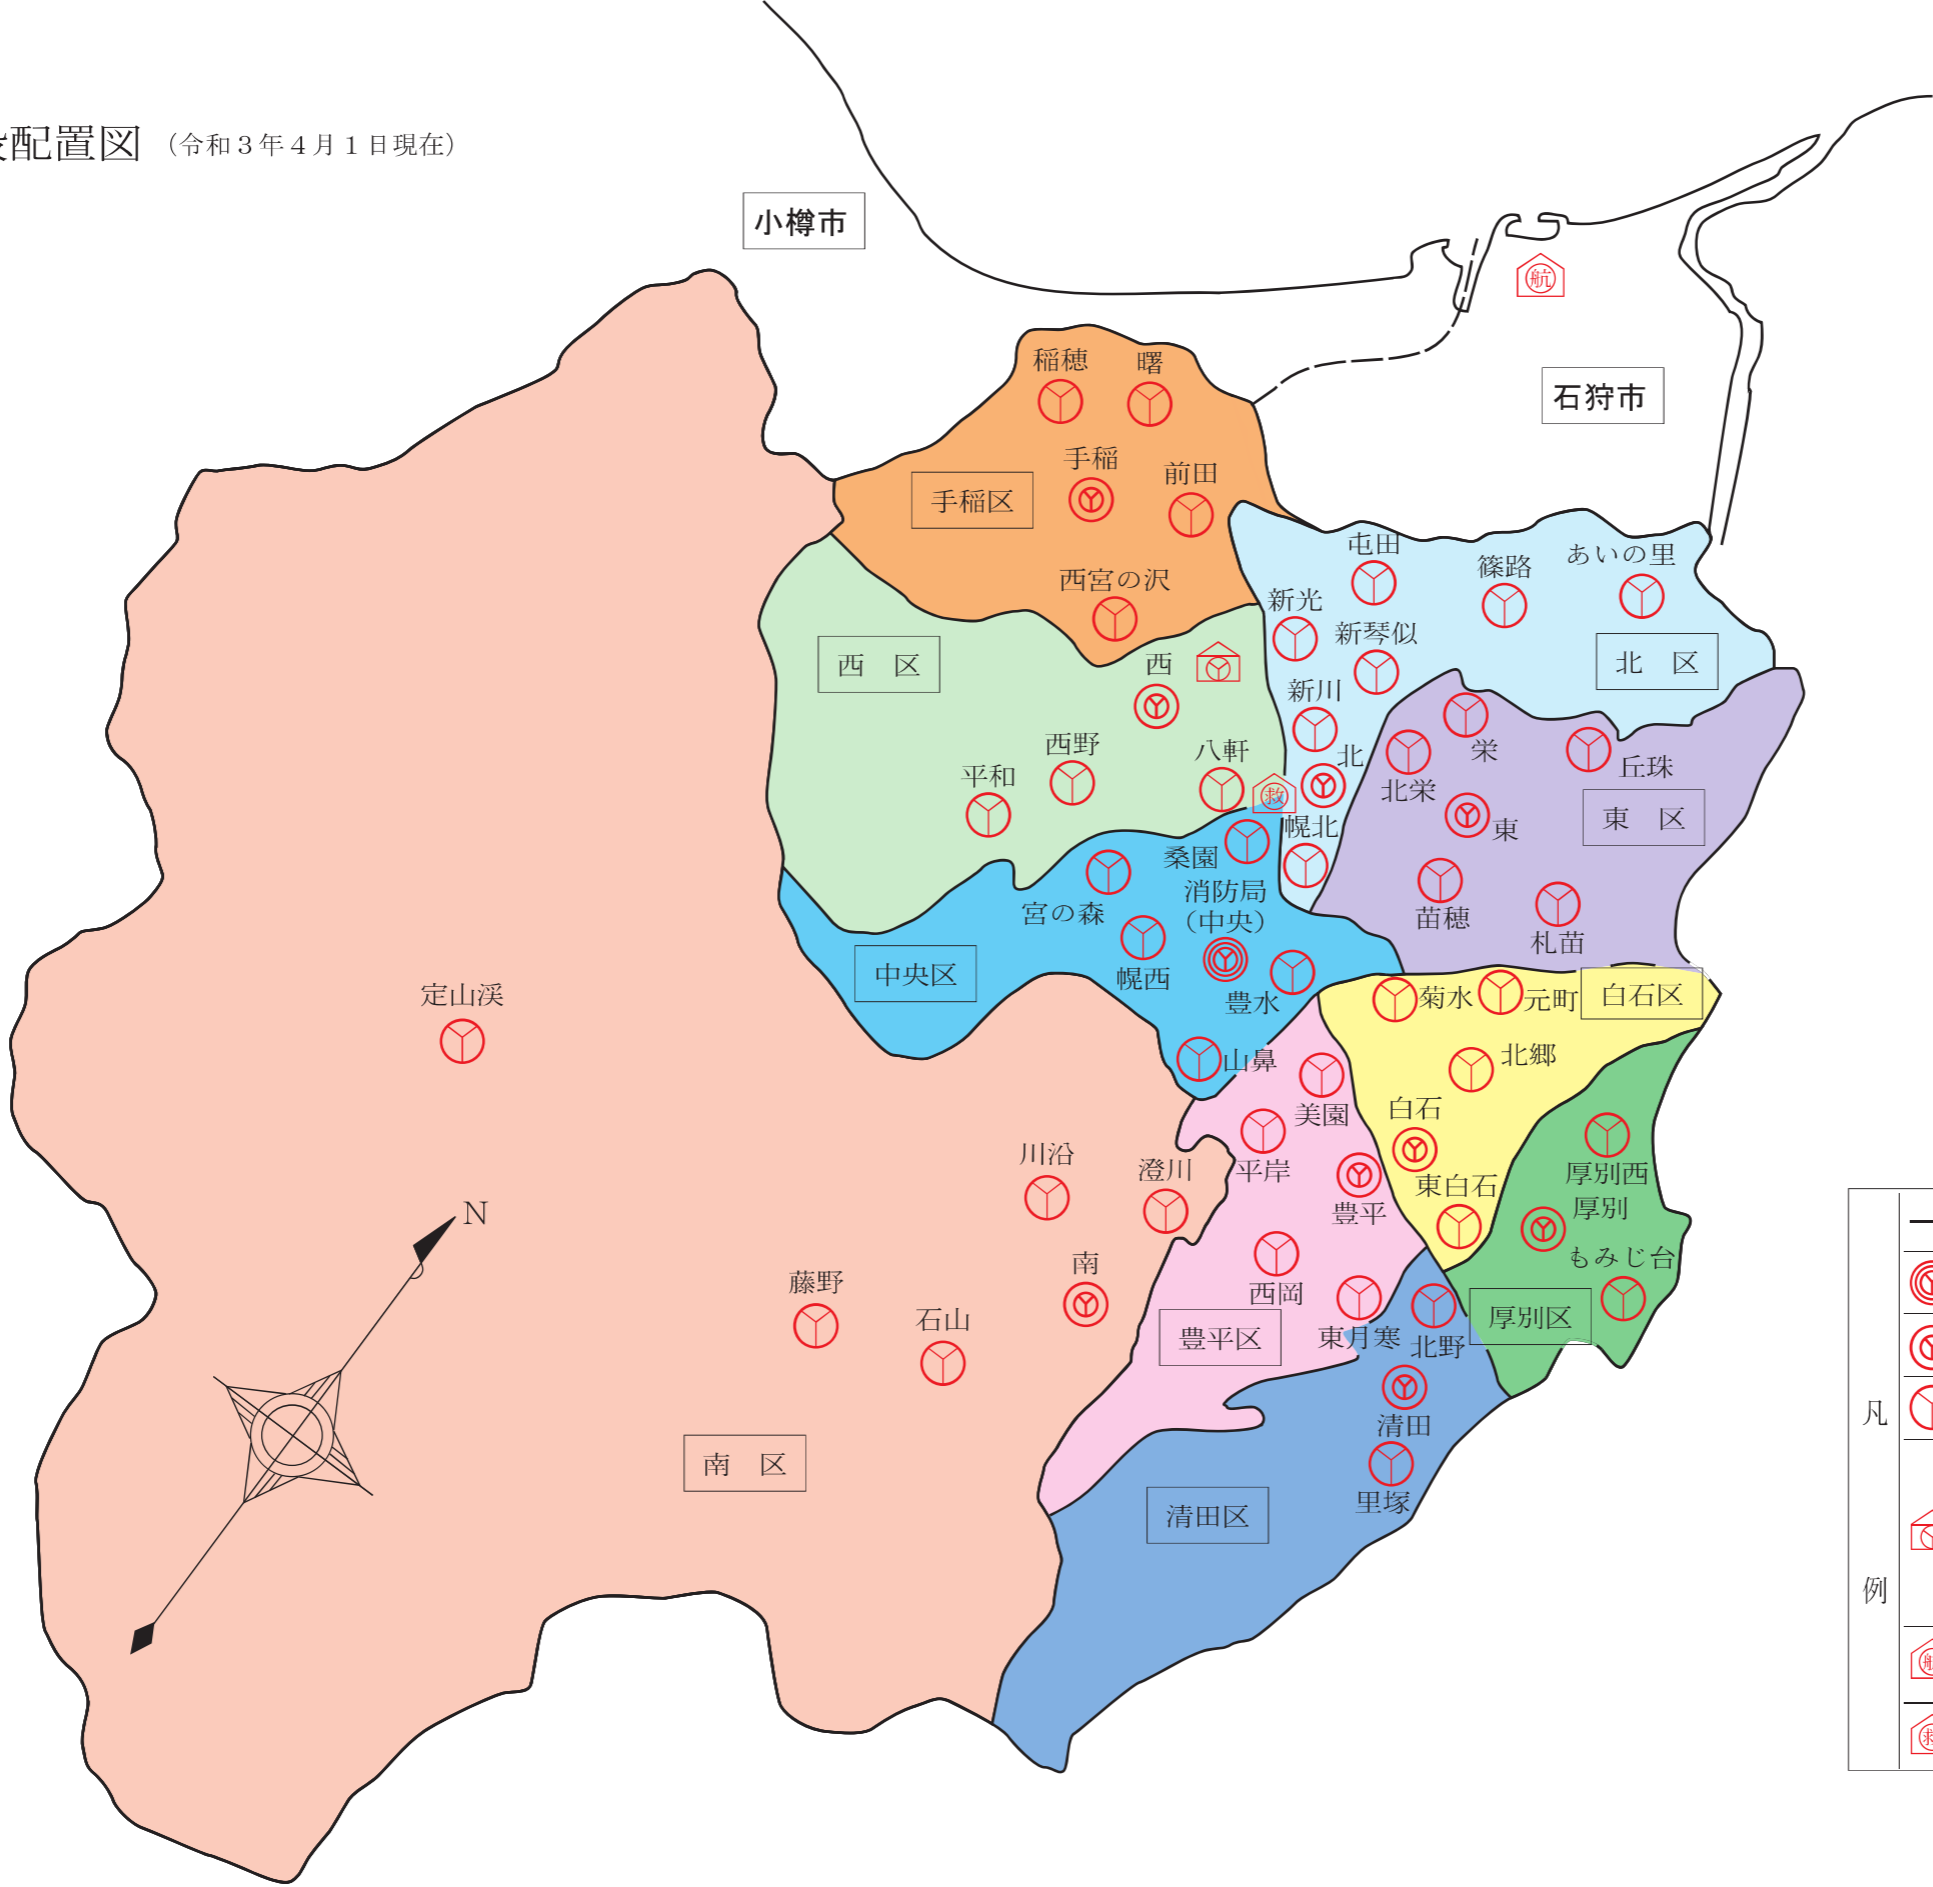 配置図 (令和3年4月1日現在)
小樽市
航
石狩市
稲穂
曙
手稲
前田
手稲区
西宮の沢
屯田
篠路
あいの里
新光
新琴似
北 区
西 区
西
新川
北
栄
丘珠
北栄
西野
八軒
平和
救
幌北
東
東 区
桑園
宮の森
消防局
(中央)
苗穂
札苗
中央区
幌西
豊水
菊水
元町
白石区
定山渓
山鼻
北郷
美園
白石
川沿
澄川
平岸
豊平
東白石
厚別西
厚別
もみじ台
N
南
藤野
石山
西岡
東月寒
北野
厚別区
豊平区
清田
南 区
清田区
里塚
凡
例
航
救